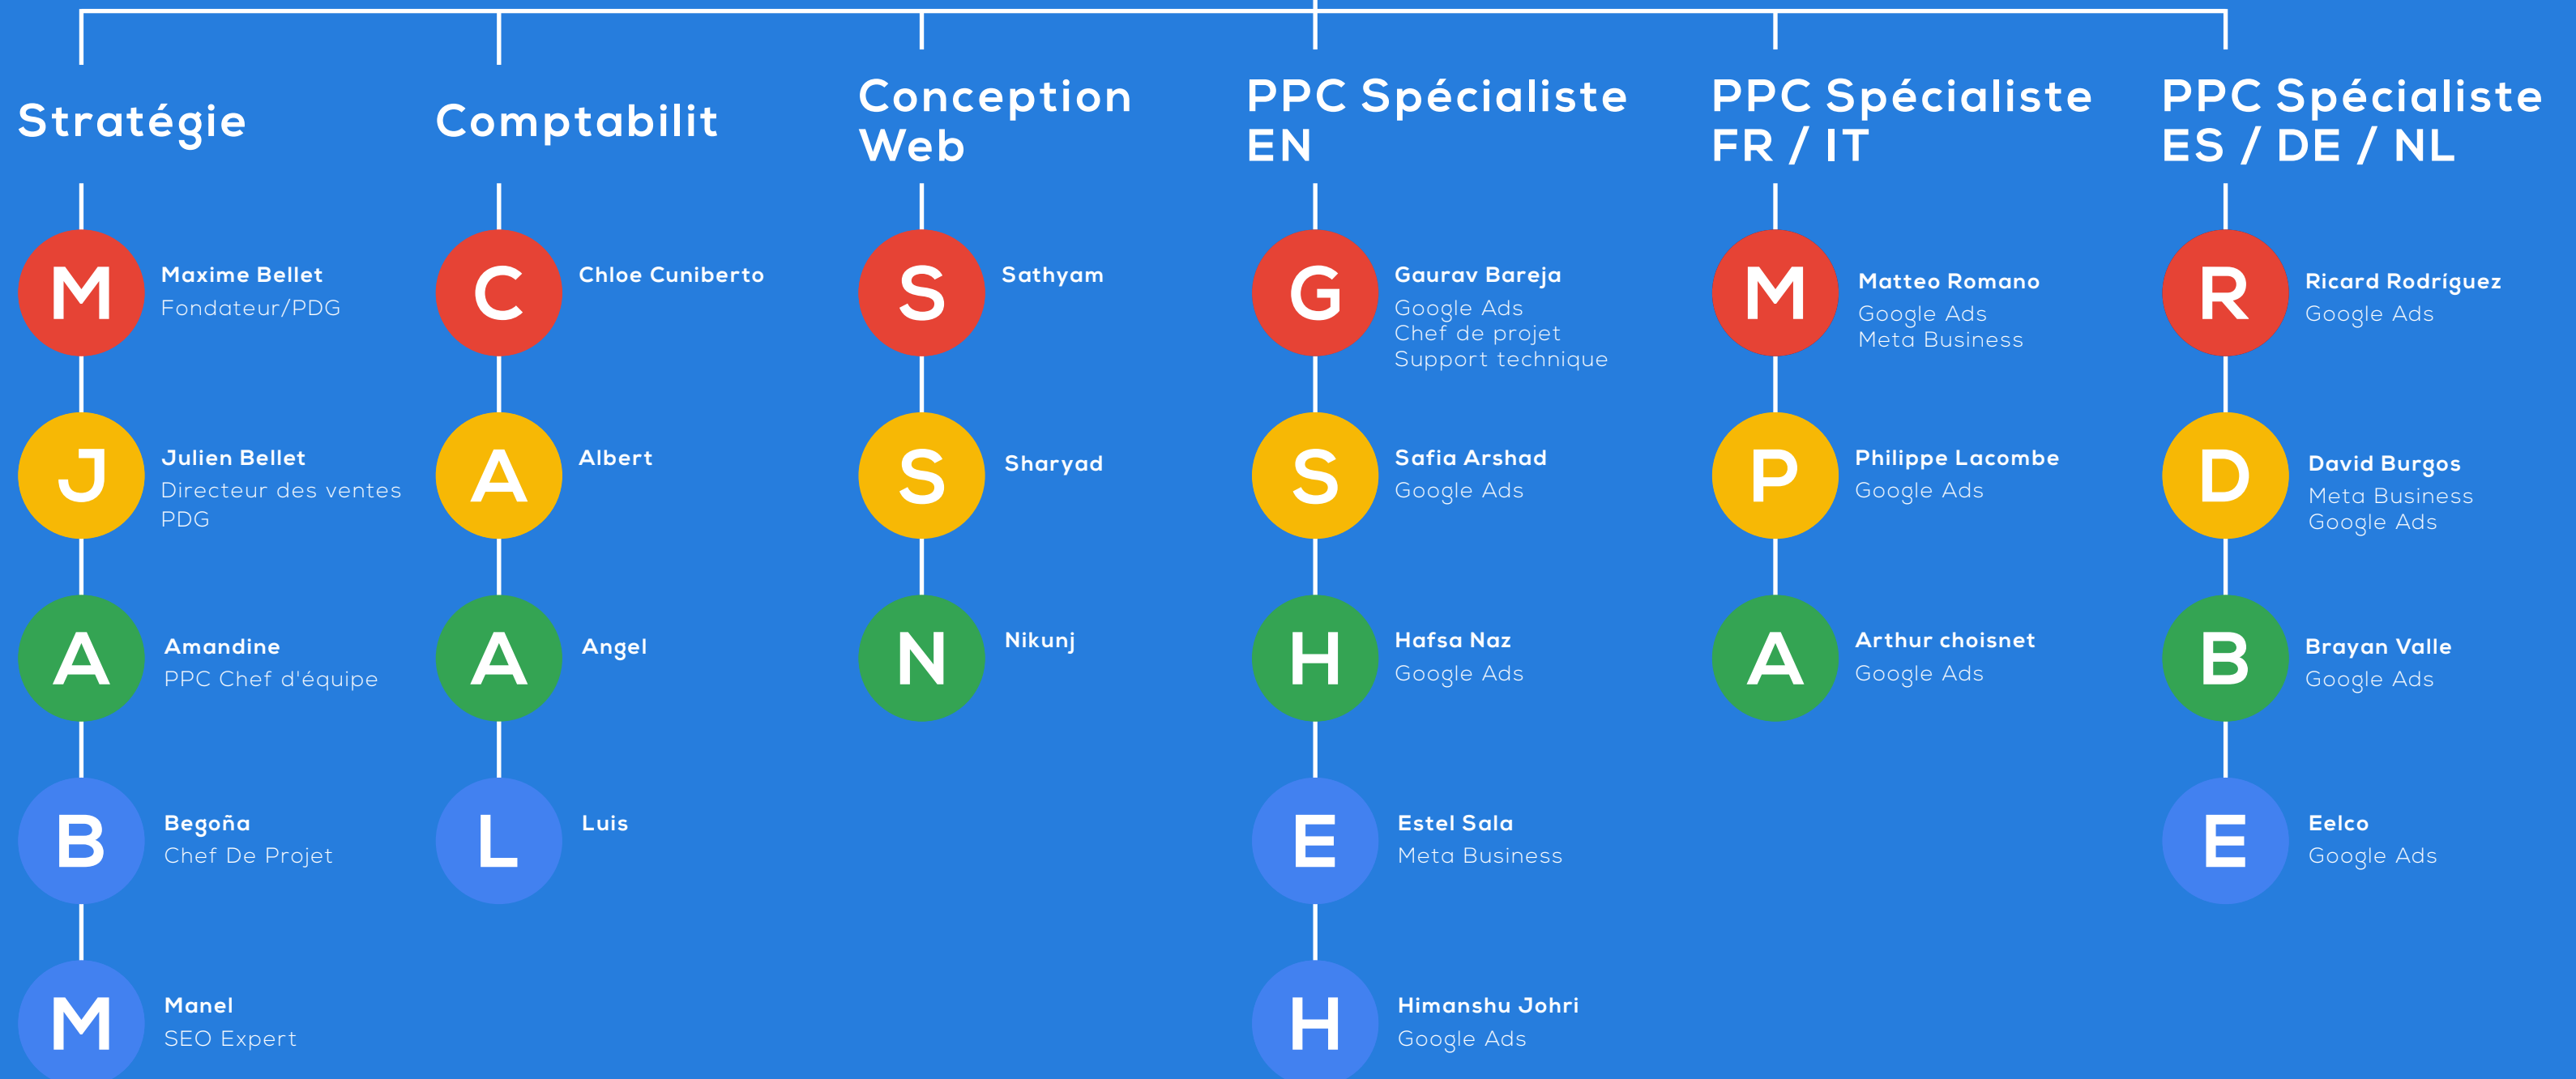 Stratégie
M
Maxime Bellet
Fondateur/PDG
J
Julien Bellet
Directeur des ventes
PDG
A
Amandine
PPC Chef d'équipe
B
Begoña
Chef De Projet
M
Manel
SEO Expert
Comptabilit
C
Chloe Cuniberto
A
Albert
A
Angel
L
Luis
Conception
Web
S
Sathyam
S
Sharyad
N
Nikunj
PPC Spécialiste
EN
G
Gaurav Bareja
Google Ads
Chef de projet
Support technique
S
Safia Arshad
Google Ads
H
Hafsa Naz
Google Ads
E
Estel Sala
Meta Business
H
Himanshu Johri
Google Ads
PPC Spécialiste
FR / IT
M
Matteo Romano
Google Ads
Meta Business
P
Philippe Lacombe
Google Ads
A
Arthur choisnet
Google Ads
PPC Spécialiste
ES / DE / NL
R
Ricard Rodríguez
Google Ads
D
David Burgos
Meta Business
Google Ads
B
Brayan Valle
Google Ads
E
Eelco
Google Ads